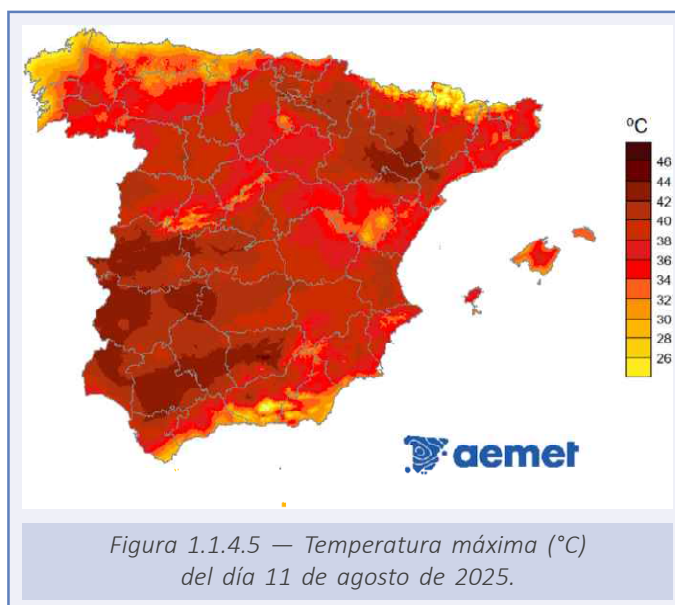 ºC
46
44
42
40
38
36
34
32
30
28
26
aemet
Figura 1.1.4.5 — Temperatura máxima (°C)
del día 11 de agosto de 2025.